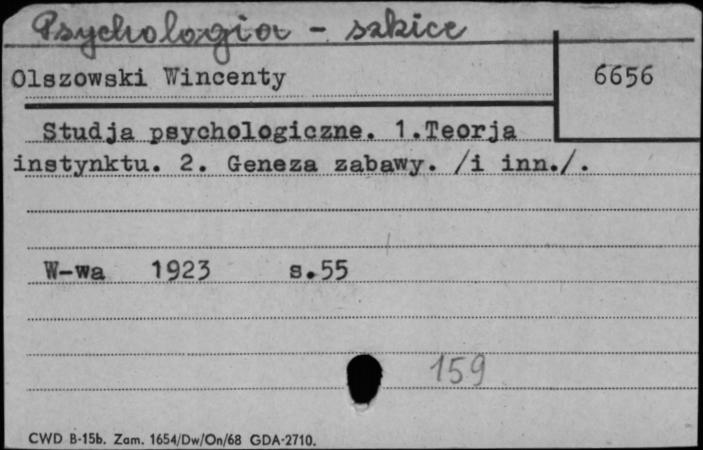 Psychologia - szkice
Olszowski Wincenty 6656
Studja psychologiczne. 1.Teorja
instynktu. 2. Geneza zabawy. /i inn./.
W-wa 1923 s.55
159
CWD B-15b. Zam. 1654/Dw/On/68 GDA-2710.